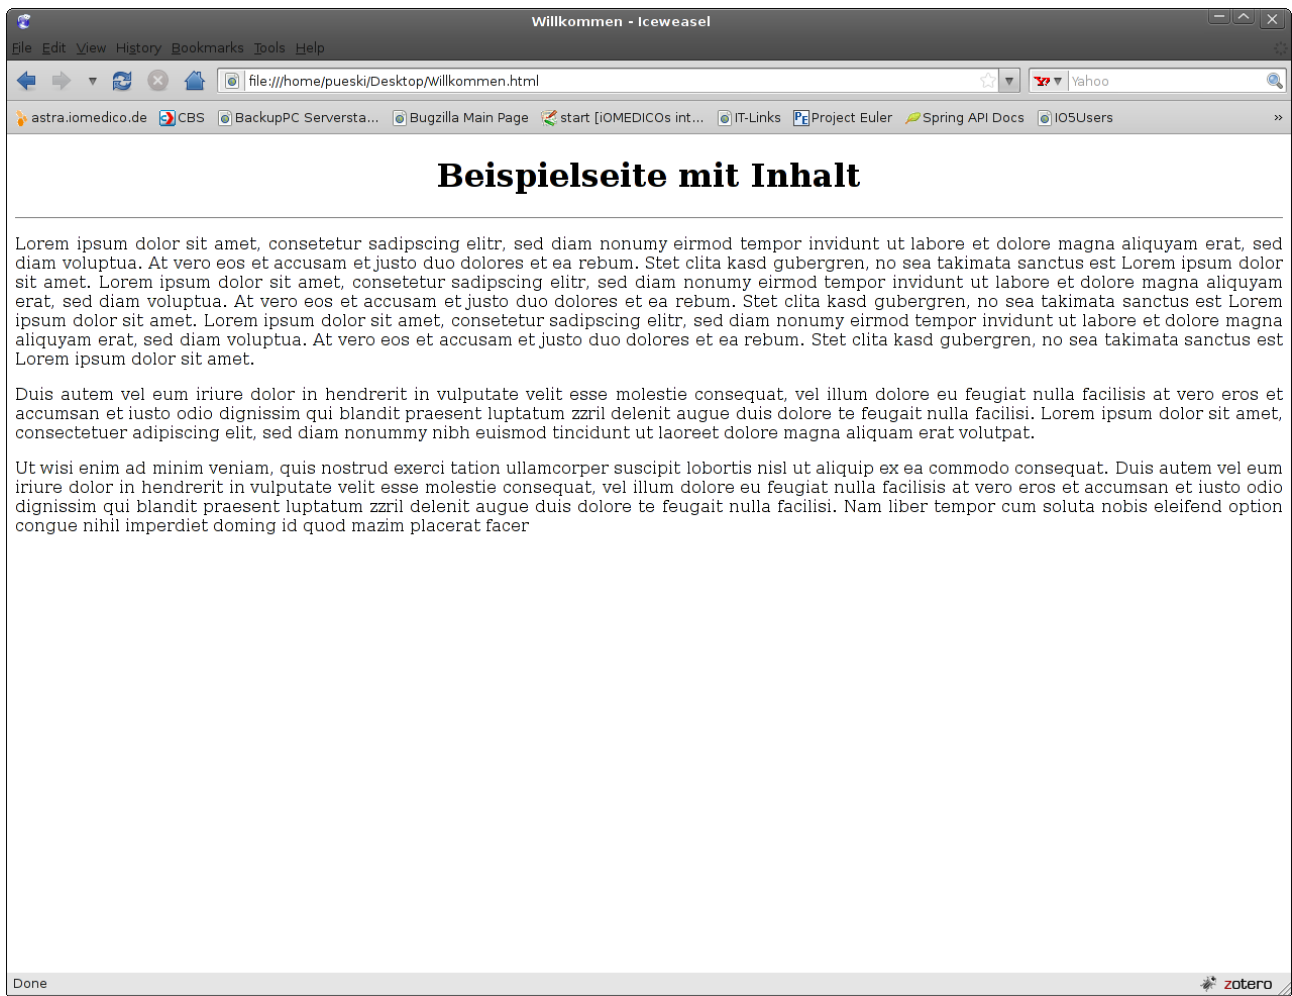 Willkommen - Iceweasel
File Edit View History Bookmarks Tools Help
file:///home/pueski/Desktop/Willkommen.html Yahoo
astra.iomedico.de CBS BackupPC Serversta... Bugzilla Main Page start [iOMEDICOs int... IT-Links PE Project Euler Spring API Docs IO5Users »
Beispielseite mit Inhalt
Lorem ipsum dolor sit amet, consetetur sadipscing elitr, sed diam nonumy eirmod tempor invidunt ut labore et dolore magna aliquyam erat, sed
diam voluptua. At vero eos et accusam et justo duo dolores et ea rebum. Stet clita kasd gubergren, no sea takimata sanctus est Lorem ipsum dolor
sit amet. Lorem ipsum dolor sit amet, consetetur sadipscing elitr, sed diam nonumy eirmod tempor invidunt ut labore et dolore magna aliquyam
erat, sed diam voluptua. At vero eos et accusam et justo duo dolores et ea rebum. Stet clita kasd gubergren, no sea takimata sanctus est Lorem
ipsum dolor sit amet. Lorem ipsum dolor sit amet, consetetur sadipscing elitr, sed diam nonumy eirmod tempor invidunt ut labore et dolore magna
aliquyam erat, sed diam voluptua. At vero eos et accusam et justo duo dolores et ea rebum. Stet clita kasd gubergren, no sea takimata sanctus est
Lorem ipsum dolor sit amet.
Duis autem vel eum iriure dolor in hendrerit in vulputate velit esse molestie consequat, vel illum dolore eu feugiat nulla facilisis at vero eros et
accumsan et iusto odio dignissim qui blandit praesent luptatum zzril delenit augue duis dolore te feugait nulla facilisi. Lorem ipsum dolor sit amet,
consectetuer adipiscing elit, sed diam nonummy nibh euismod tincidunt ut laoreet dolore magna aliquam erat volutpat.
Ut wisi enim ad minim veniam, quis nostrud exerci tation ullamcorper suscipit lobortis nisl ut aliquip ex ea commodo consequat. Duis autem vel eum
iriure dolor in hendrerit in vulputate velit esse molestie consequat, vel illum dolore eu feugiat nulla facilisis at vero eros et accumsan et iusto odio
dignissim qui blandit praesent luptatum zzril delenit augue duis dolore te feugait nulla facilisi. Nam liber tempor cum soluta nobis eleifend option
congue nihil imperdiet doming id quod mazim placerat facer
Done zotero